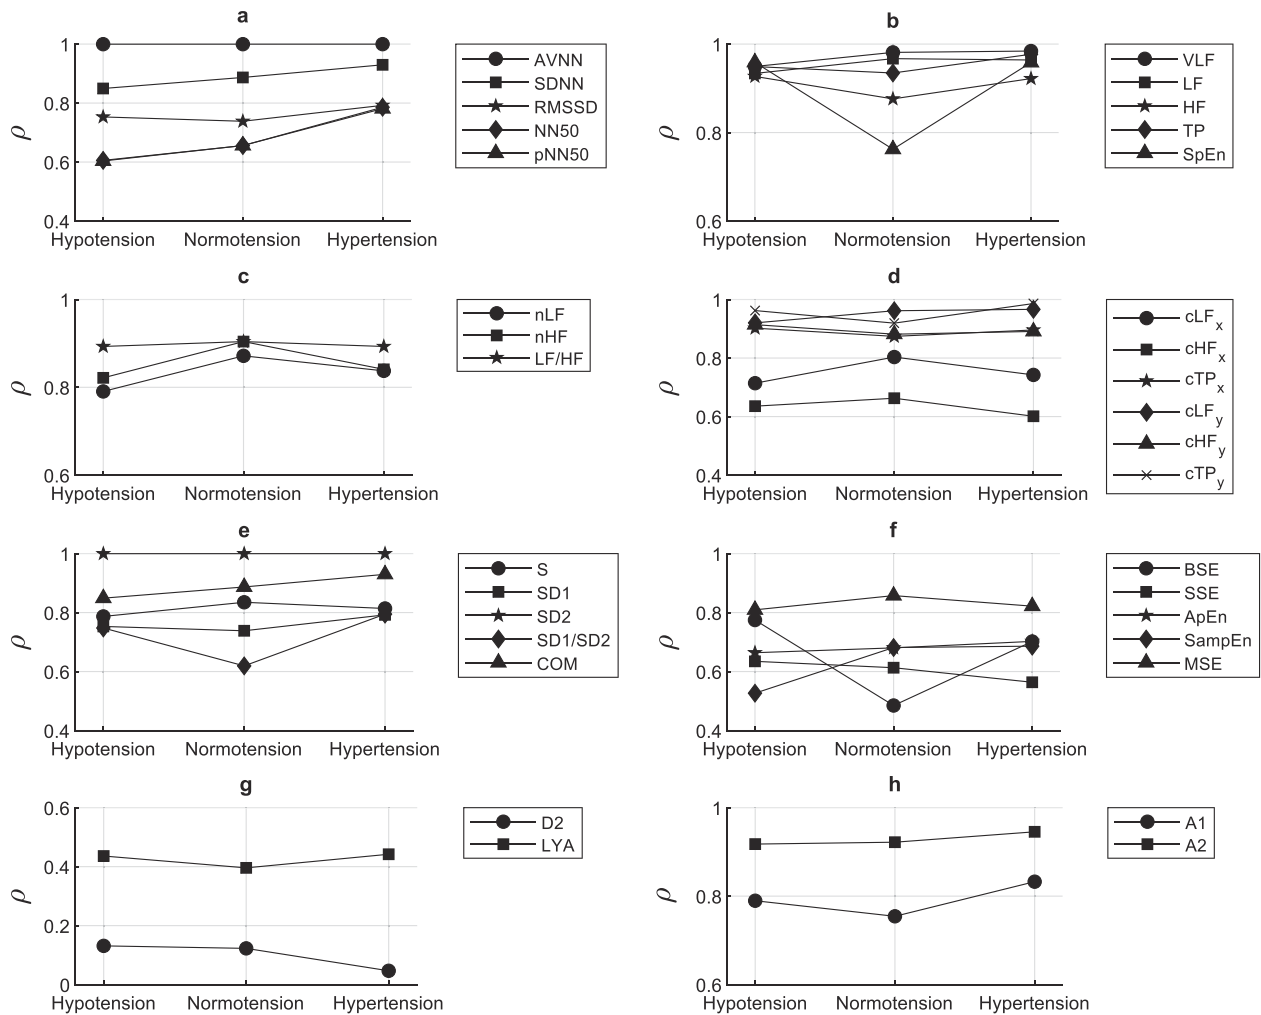 a
1
0.8
0.6
0.4
ρ
Hypotension Normotension Hypertension
AVNN
SDNN
RMSSD
NN50
pNN50
b
1
0.8
0.6
ρ
Hypotension Normotension Hypertension
VLF
LF
HF
TP
SpEn
c
1
0.8
0.6
ρ
Hypotension Normotension Hypertension
nLF
nHF
LF/HF
d
1
0.8
0.6
0.4
ρ
Hypotension Normotension Hypertension
cLFx
cHFx
cTPx
cLFy
cHFy
cTPy
e
1
0.8
0.6
0.4
ρ
Hypotension Normotension Hypertension
S
SD1
SD2
SD1/SD2
COM
f
1
0.8
0.6
0.4
ρ
Hypotension Normotension Hypertension
BSE
SSE
ApEn
SampEn
MSE
g
0.6
0.4
0.2
0
ρ
Hypotension Normotension Hypertension
D2
LYA
h
1
0.8
0.6
ρ
Hypotension Normotension Hypertension
A1
A2